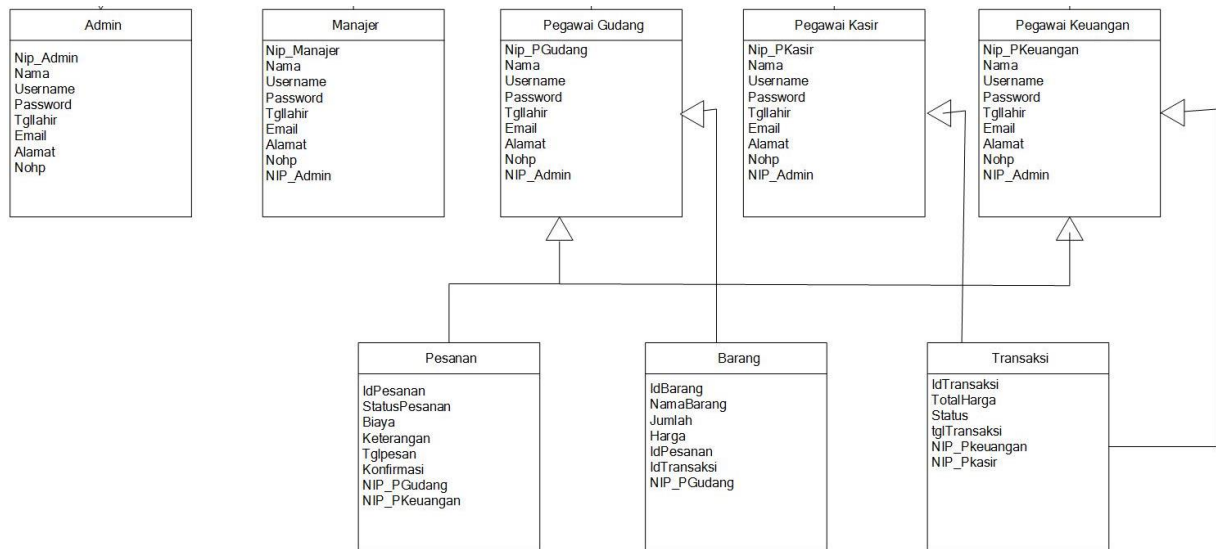 Admin
Nip_Admin
Nama
Username
Password
Tgllahir
Email
Alamat
Nohp
Manajer
Nip_Manajer
Nama
Username
Password
Tgllahir
Email
Alamat
Nohp
NIP_Admin
Pegawai Gudang
Nip_PGudang
Nama
Username
Password
Tgllahir
Email
Alamat
Nohp
NIP_Admin
Pegawai Kasir
Nip_PKasir
Nama
Username
Password
Tgllahir
Email
Alamat
Nohp
NIP_Admin
Pegawai Keuangan
Nip_PKeuangan
Nama
Username
Password
Tgllahir
Email
Alamat
Nohp
NIP_Admin
Pesanan
IdPesanan
StatusPesanan
Biaya
Keterangan
Tglpesan
Konfirmasi
NIP_PGudang
NIP_PKeuangan
Barang
IdBarang
NamaBarang
Jumlah
Harga
IdPesanan
IdTransaksi
NIP_PGudang
Transaksi
IdTransaksi
TotalHarga
Status
tglTransaksi
NIP_Pkeuangan
NIP_Pkasir